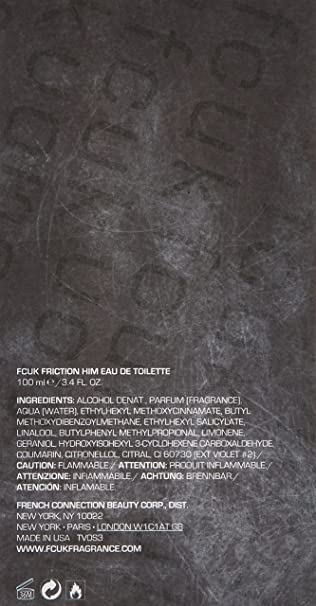 fcuk
fcuk
FCUK FRICTION HIM EAU DE TOILETTE
100 ml ℮ / 3.4 FL. OZ.
INGREDIENTS: ALCOHOL DENAT., PARFUM (FRAGRANCE),
AQUA (WATER), ETHYLHEXYL METHOXYCINNAMATE, BUTYL
METHOXYDIBENZOYLMETHANE, ETHYLHEXYL SALICYLATE,
LINALOOL, BUTYLPHENYL METHYLPROPIONAL, LIMONENE,
GERANIOL, HYDROXYISOHEXYL 3-CYCLOHEXENE CARBOXALDEHYDE,
COUMARIN, CITRONELLOL, CITRAL, CI 60730 (EXT VIOLET #2) /
CAUTION: FLAMMABLE / ATTENTION: PRODUIT INFLAMMABLE /
ATTENZIONE: INFIAMMABILE / ACHTUNG: BRENNBAR /
ATENCIÓN: INFLAMABLE.
FRENCH CONNECTION BEAUTY CORP., DIST.
NEW YORK, NY 10022
NEW YORK - PARIS - LONDON W1C1AT GB
MADE IN USA TV0S3
WWW.FCUKFRAGRANCE.COM